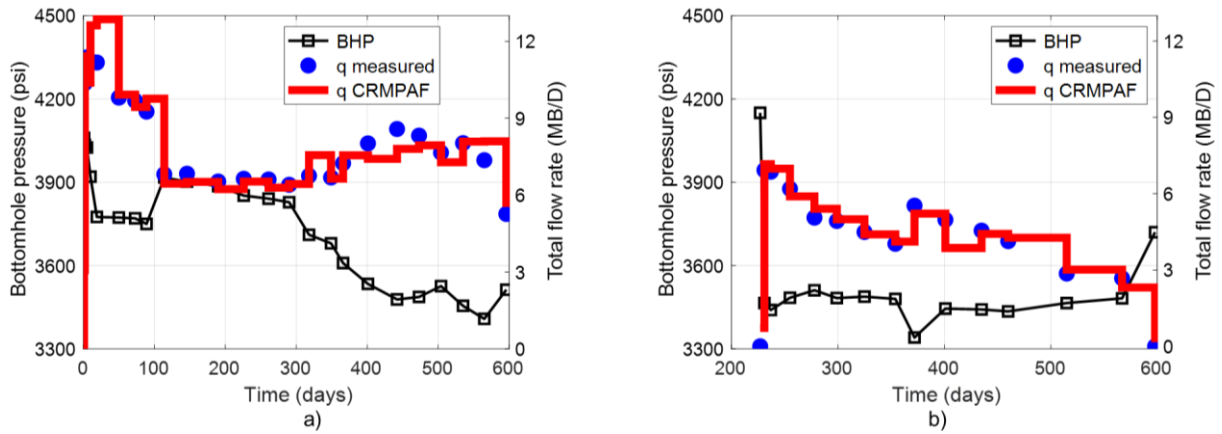 4500
4200
3900
3600
3300
Bottomhole pressure (psi)
0 100 200 300 400 500 600
Time (days)
12
9
6
3
0
Total flow rate (MB/D)
BHP
q measured
q CRMPAF
a)
4500
4200
3900
3600
3300
Bottomhole pressure (psi)
200 300 400 500 600
Time (days)
12
9
6
3
0
Total flow rate (MB/D)
BHP
q measured
q CRMPAF
b)